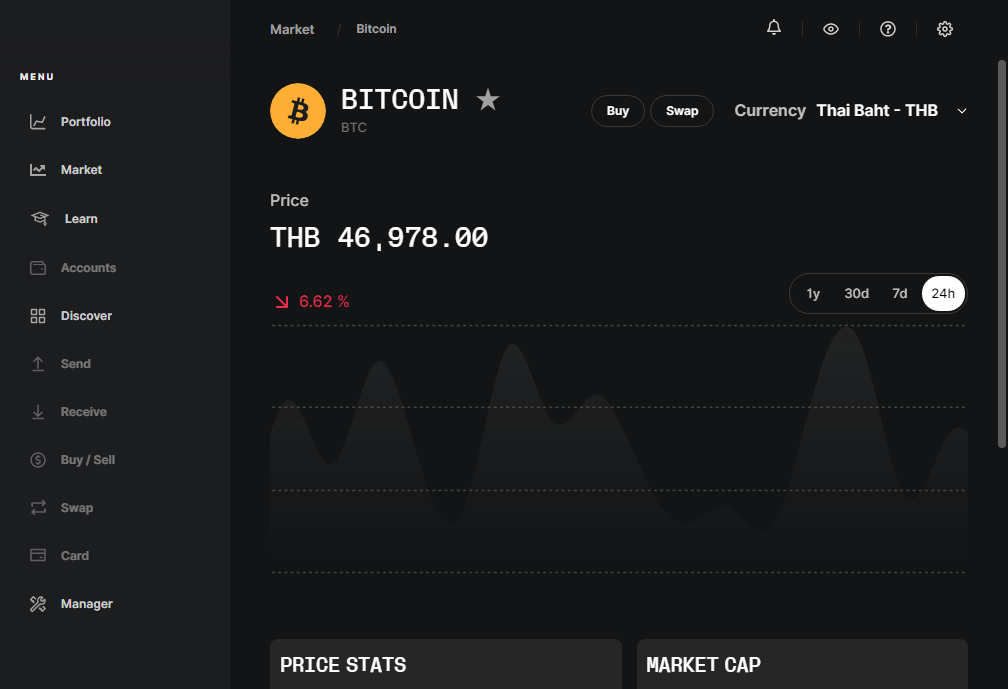 Market / Bitcoin
MENU
Portfolio
Market
Learn
Accounts
Discover
Send
Receive
Buy / Sell
Swap
Card
Manager
BITCOIN
BTC
Buy
Swap
Currency Thai Baht - THB
Price
THB 46,978.00
6.62 %
1y 30d 7d 24h
PRICE STATS
MARKET CAP